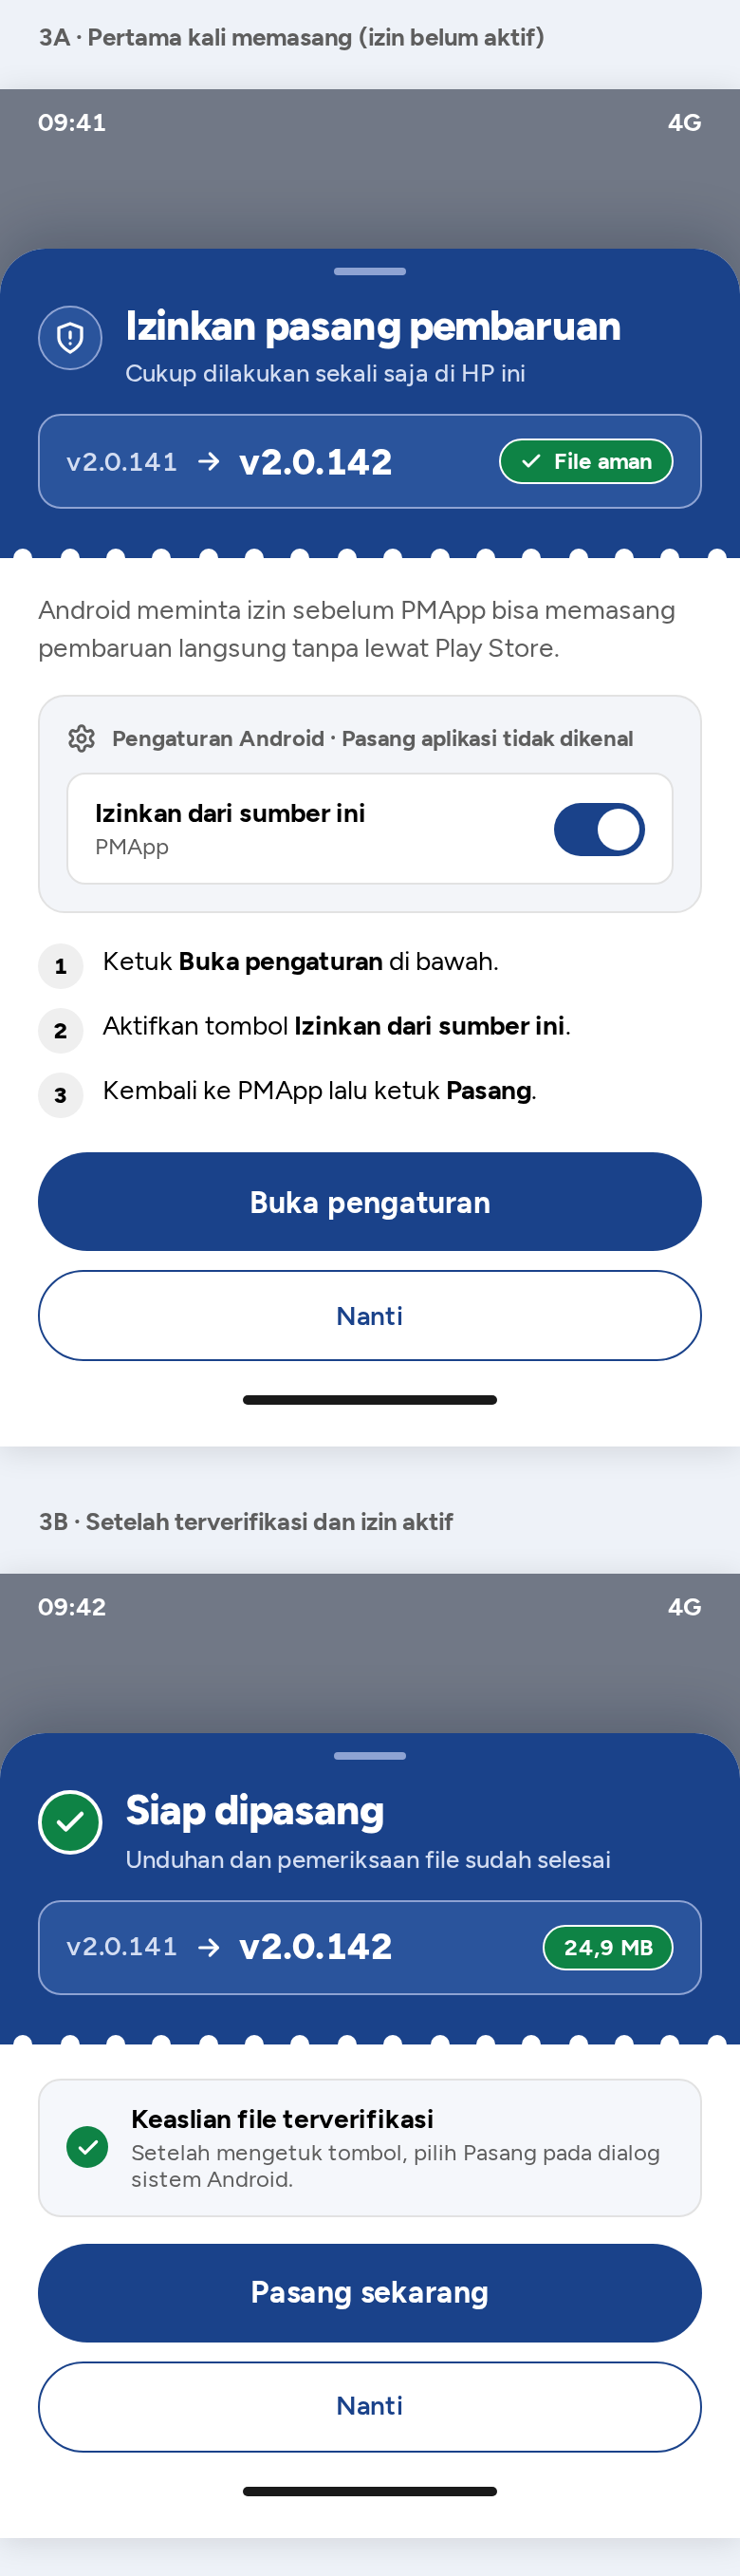 3A · Pertama kali memasang (izin belum aktif)
09:41
4G
Izinkan pasang pembaruan
Cukup dilakukan sekali saja di HP ini
v2.0.141 → v2.0.142
File aman
Android meminta izin sebelum PMApp bisa memasang
pembaruan langsung tanpa lewat Play Store.
Pengaturan Android · Pasang aplikasi tidak dikenal
Izinkan dari sumber ini
PMApp
1 Ketuk Buka pengaturan di bawah.
2 Aktifkan tombol Izinkan dari sumber ini.
3 Kembali ke PMApp lalu ketuk Pasang.
Buka pengaturan
Nanti
3B · Setelah terverifikasi dan izin aktif
09:42
4G
Siap dipasang
Unduhan dan pemeriksaan file sudah selesai
v2.0.141 → v2.0.142
24,9 MB
Keaslian file terverifikasi
Setelah mengetuk tombol, pilih Pasang pada dialog
sistem Android.
Pasang sekarang
Nanti